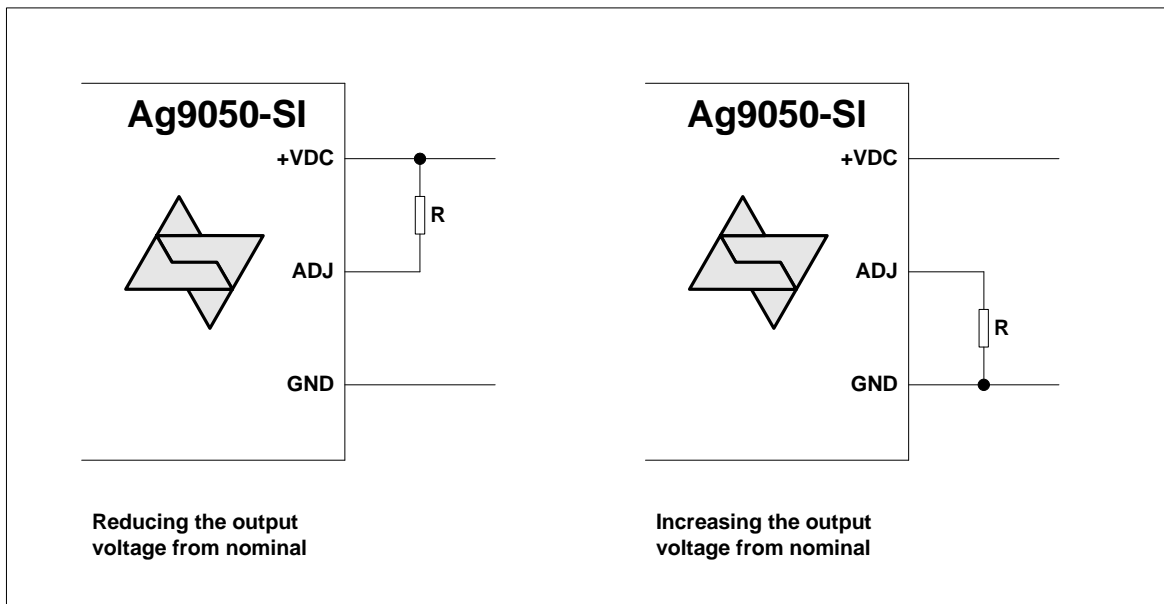 Ag9050-SI
+VDC
R
ADJ
GND
Reducing the output
voltage from nominal
Ag9050-SI
+VDC
ADJ
R
GND
Increasing the output
voltage from nominal